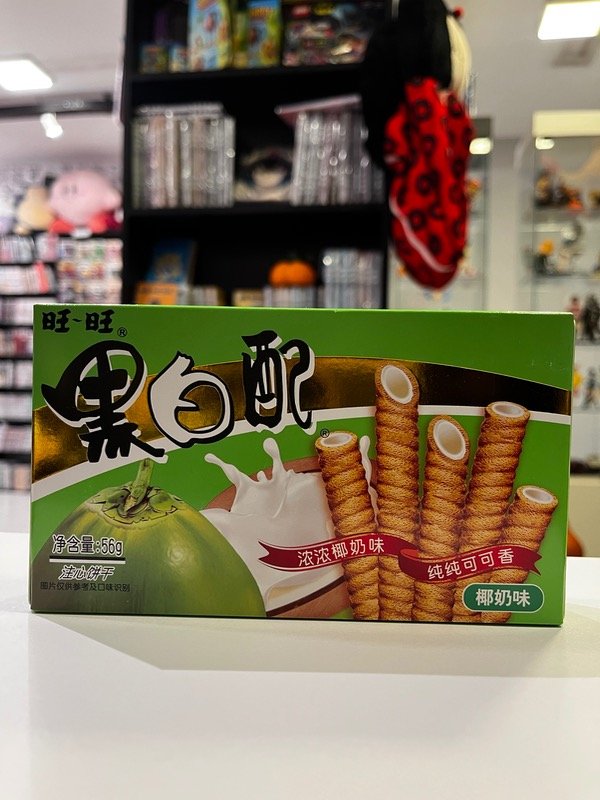 旺~旺®
黑白配®
净含量:56g
注心饼干
图片仅供参考及口味识别
浓浓椰奶味
纯纯可可香
椰奶味